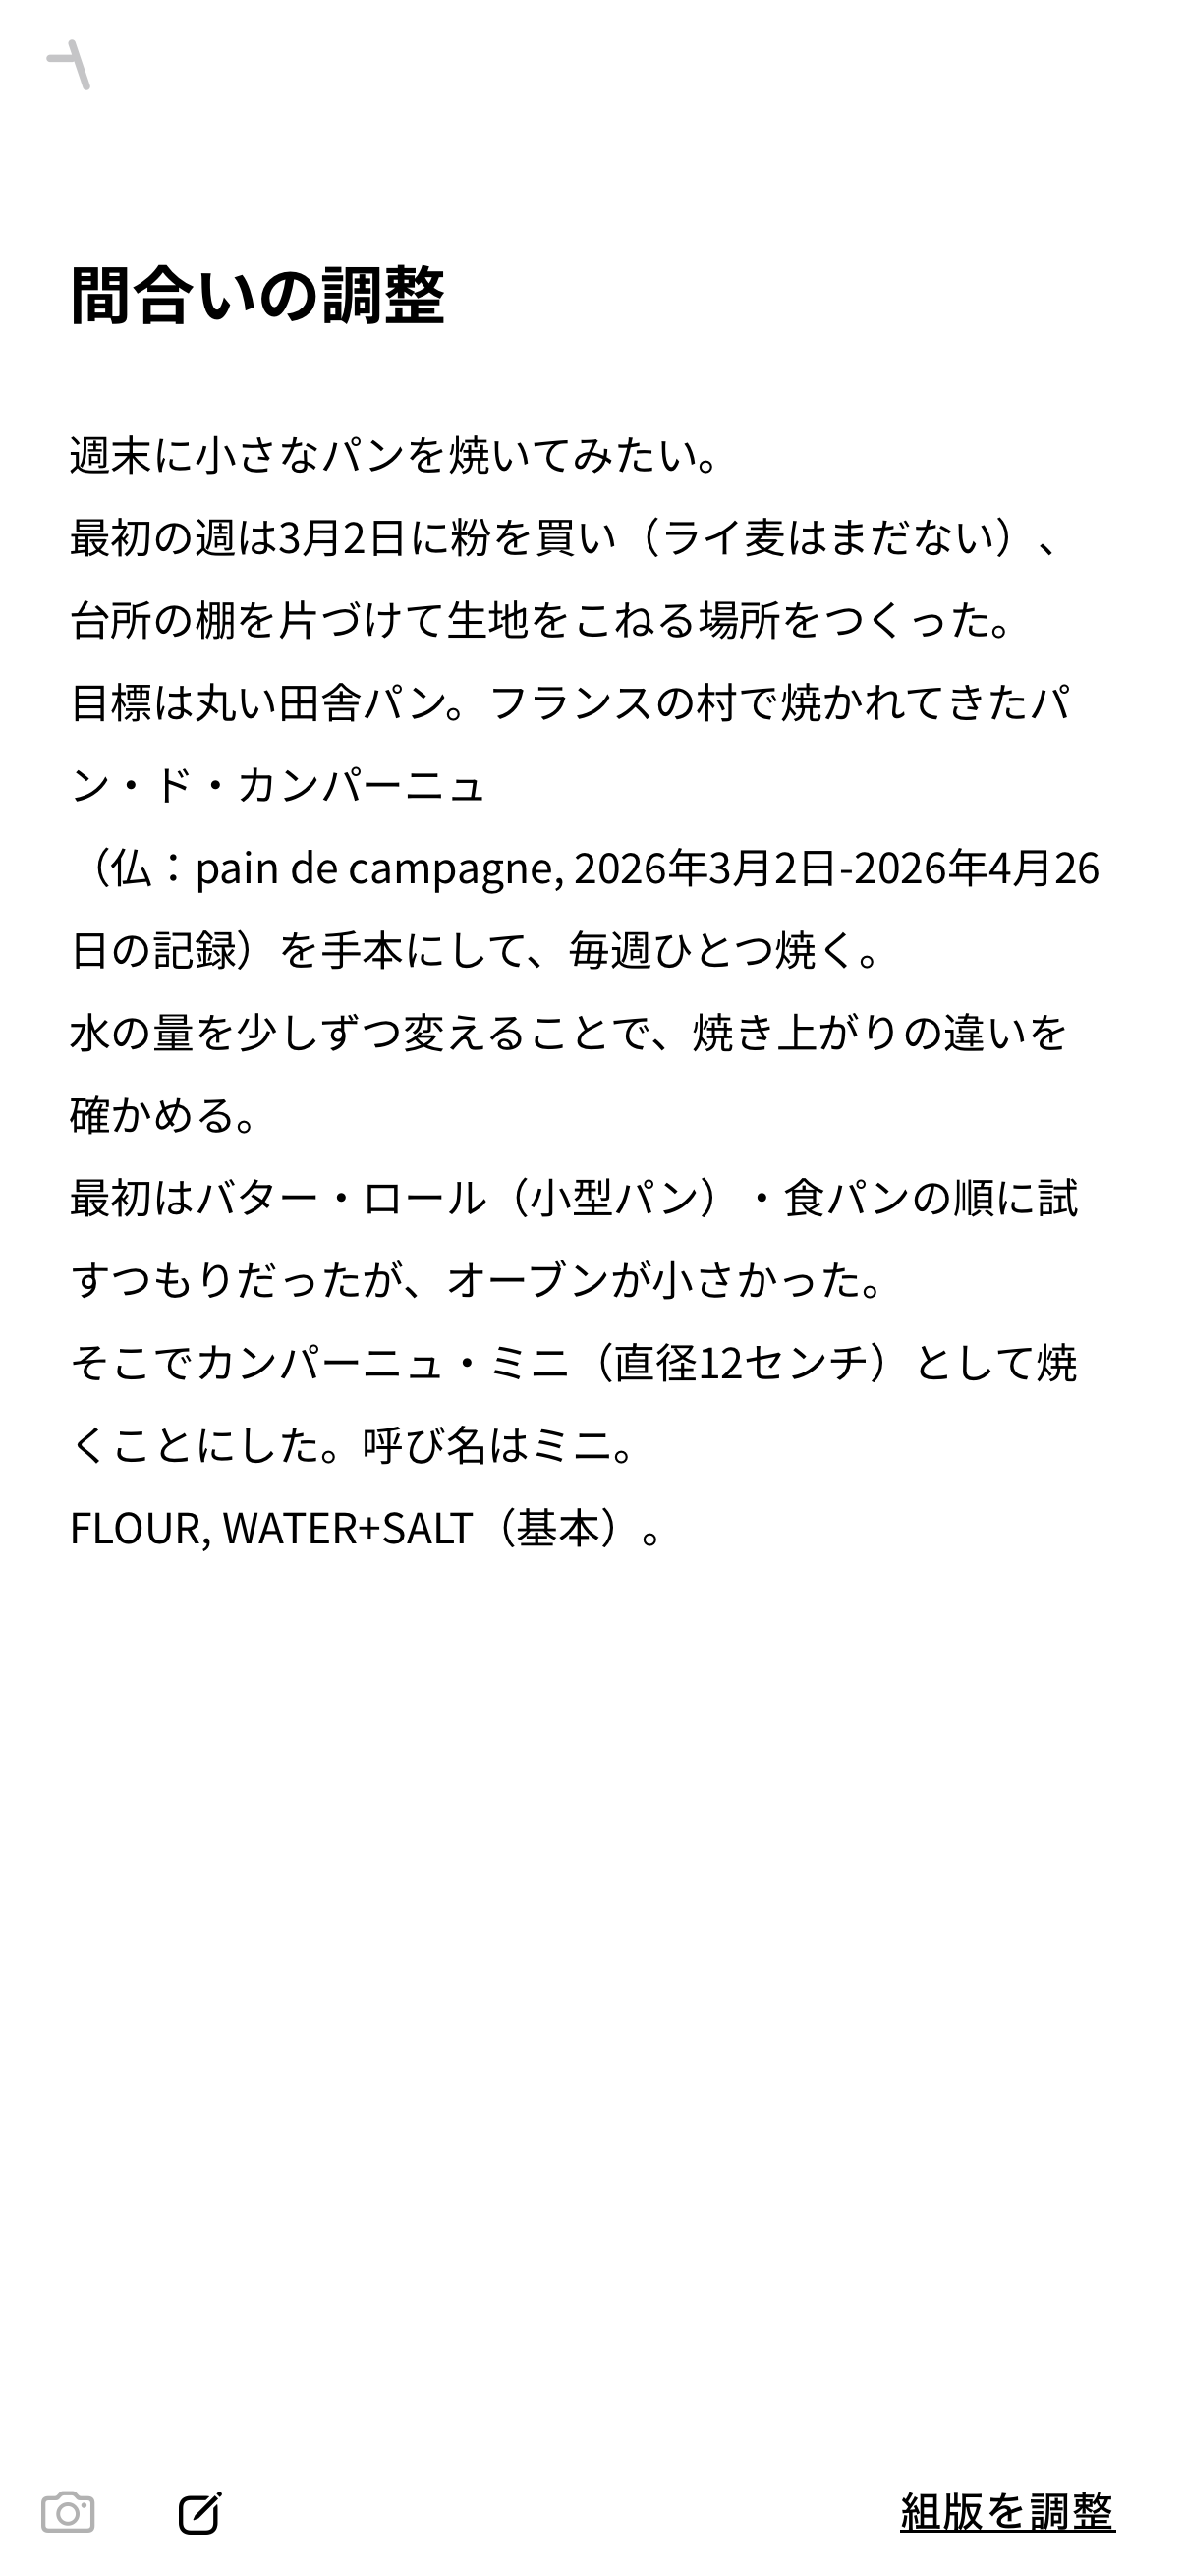 間合いの調整
週末に小さなパンを焼いてみたい。
最初の週は3月2日に粉を買い（ライ麦はまだない）、
台所の棚を片づけて生地をこねる場所をつくった。
目標は丸い田舎パン。フランスの村で焼かれてきたパ
ン・ド・カンパーニュ
（仏：pain de campagne, 2026年3月2日-2026年4月26
日の記録）を手本にして、毎週ひとつ焼く。
水の量を少しずつ変えることで、焼き上がりの違いを
確かめる。
最初はバター・ロール（小型パン）・食パンの順に試
すつもりだったが、オーブンが小さかった。
そこでカンパーニュ・ミニ（直径12センチ）として焼
くことにした。呼び名はミニ。
FLOUR, WATER+SALT（基本）。
組版を調整